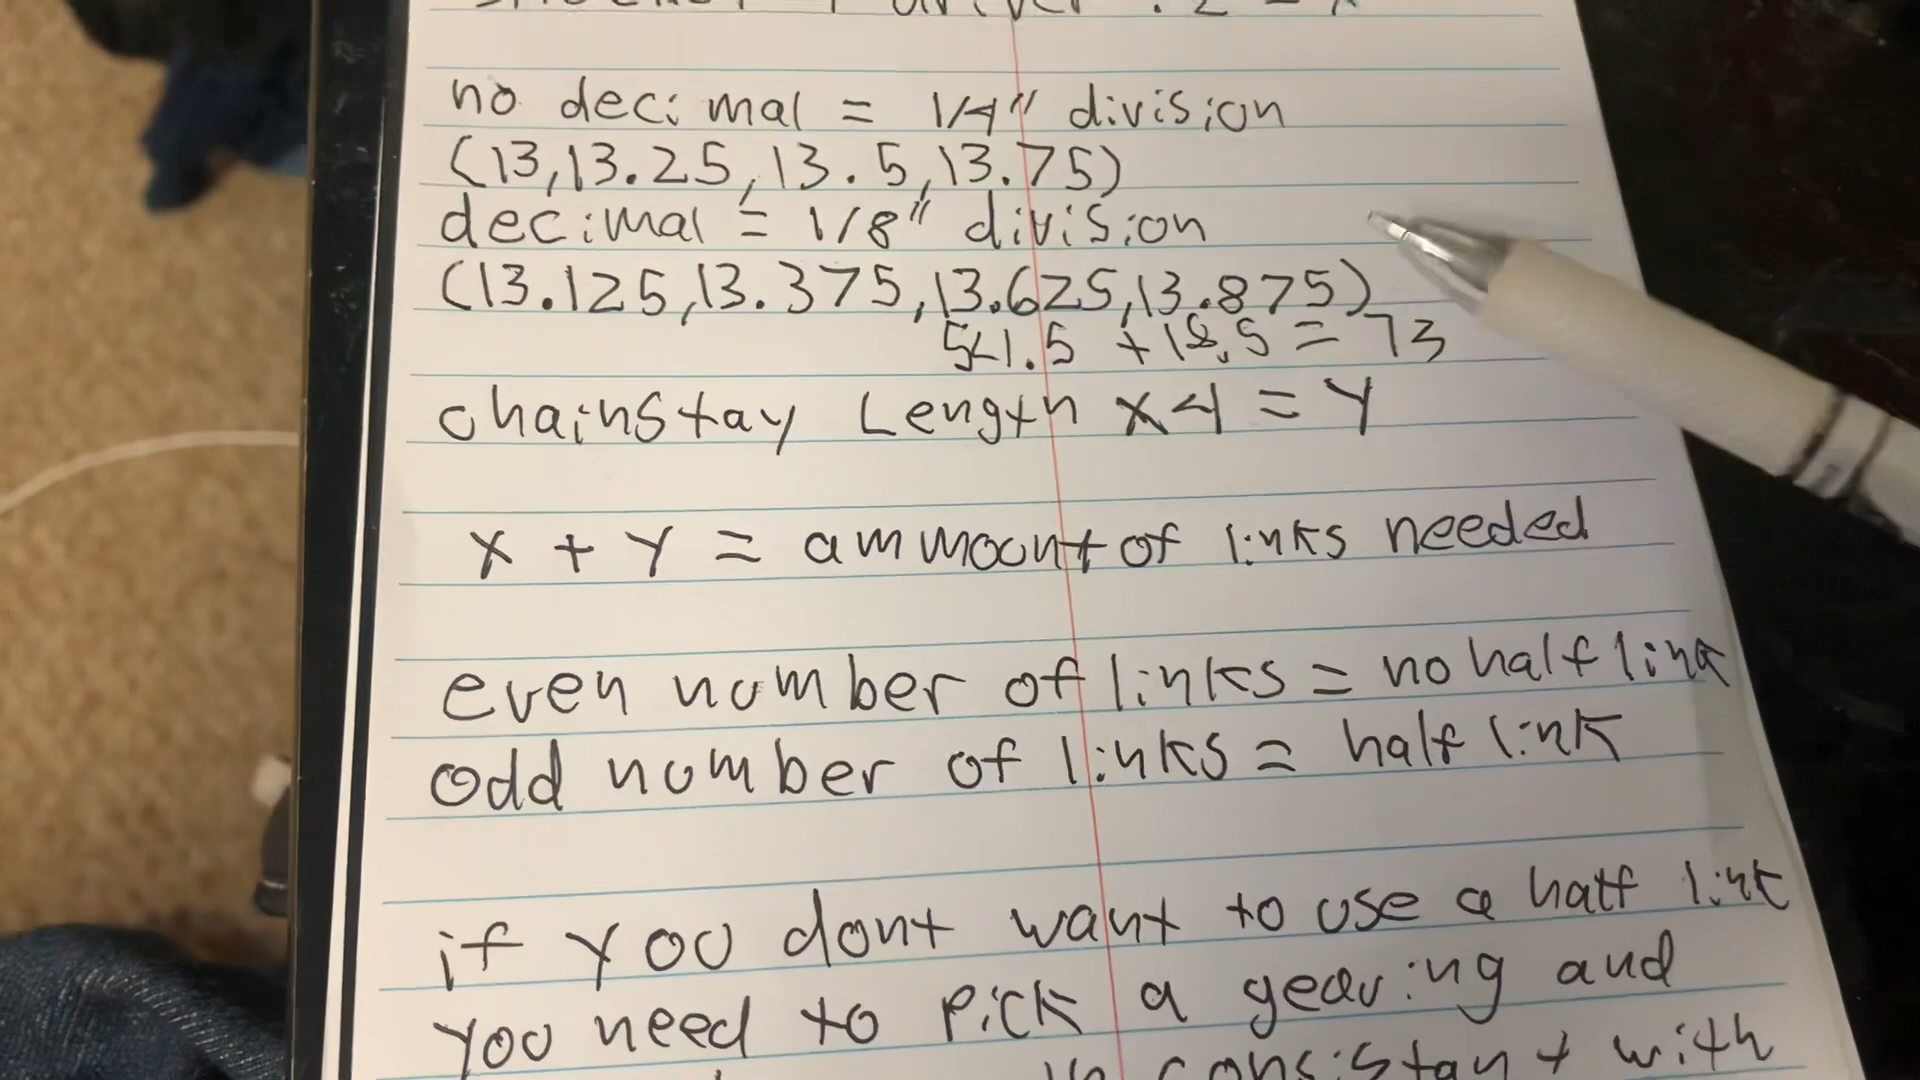 no decimal = 1/4" division
(13,13.25,13.5,13.75)
decimal = 1/8" division
(13.125,13.375,13.625,13.875)
54.5 + 18.5 = 73
chainstay Length x4 = Y
X + Y = ammount of links needed
even number of links = no half link
odd number of links = half link
if you dont want to use a half link
you need to pick a gearing and
consistant with